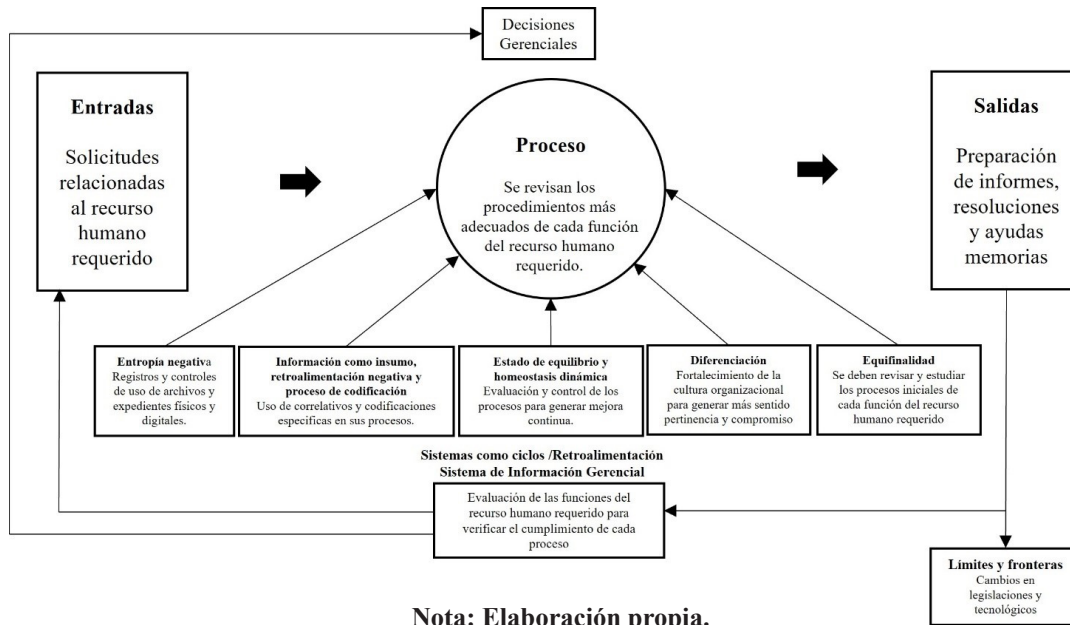 Decisiones
Gerenciales
Entradas
Solicitudes
relacionadas
al recurso
humano
requerido
Proceso
Se revisan los
procedimientos más
adecuados de cada función
del recurso humano
requerido.
Salidas
Preparación
de informes,
resoluciones
y ayudas
memorias
Entropía negativa
Registros y controles
de uso de archivos y
expedientes físicos y
digitales.
Información como insumo,
retroalimentación negativa y
proceso de codificación
Uso de correlativos y codificaciones
especificas en sus procesos.
Estado de equilibrio y
homeostasis dinámica
Evaluación y control de los
procesos para generar mejora
continua.
Diferenciación
Fortalecimiento de la
cultura organizacional
para generar más sentido
pertinencia y compromiso
Equifinalidad
Se deben revisar y estudiar
los procesos iniciales de
cada función del recurso
humano requerido
Sistemas como ciclos /Retroalimentación
Sistema de Información Gerencial
Evaluación de las funciones del
recurso humano requerido para
verificar el cumplimiento de cada
proceso
Límites y fronteras
Cambios en
legislaciones y
tecnológicos
Nota: Elaboración propia.